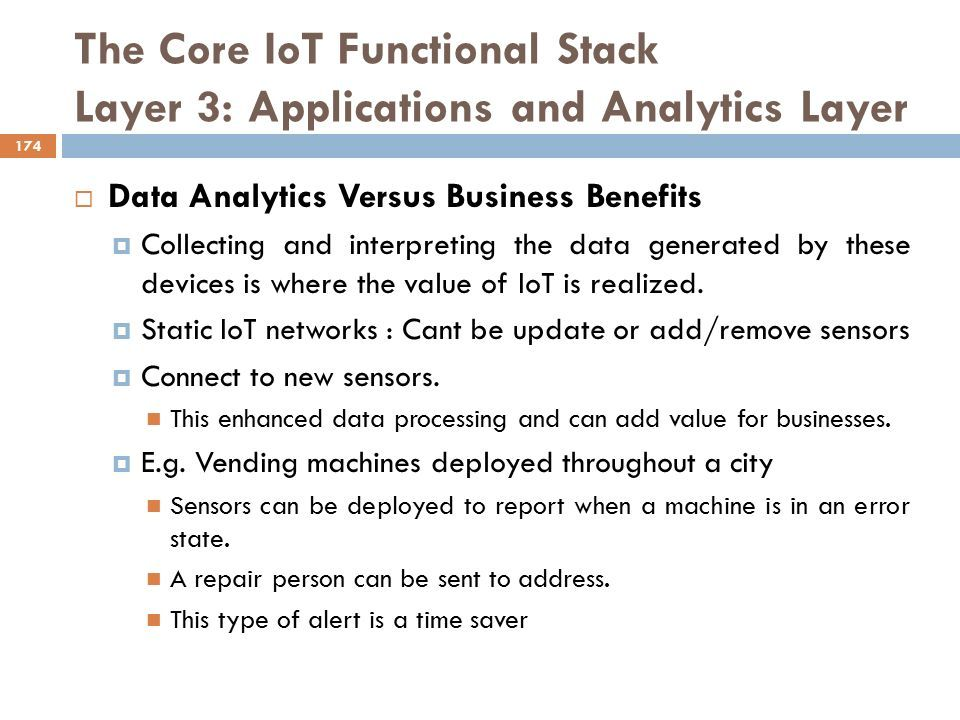 The Core IoT Functional Stack
Layer 3: Applications and Analytics Layer
174
Data Analytics Versus Business Benefits
Collecting and interpreting the data generated by these
devices is where the value of IoT is realized.
Static IoT networks : Cant be update or add/remove sensors
Connect to new sensors.
This enhanced data processing and can add value for businesses.
E.g. Vending machines deployed throughout a city
Sensors can be deployed to report when a machine is in an error
state.
A repair person can be sent to address.
This type of alert is a time saver